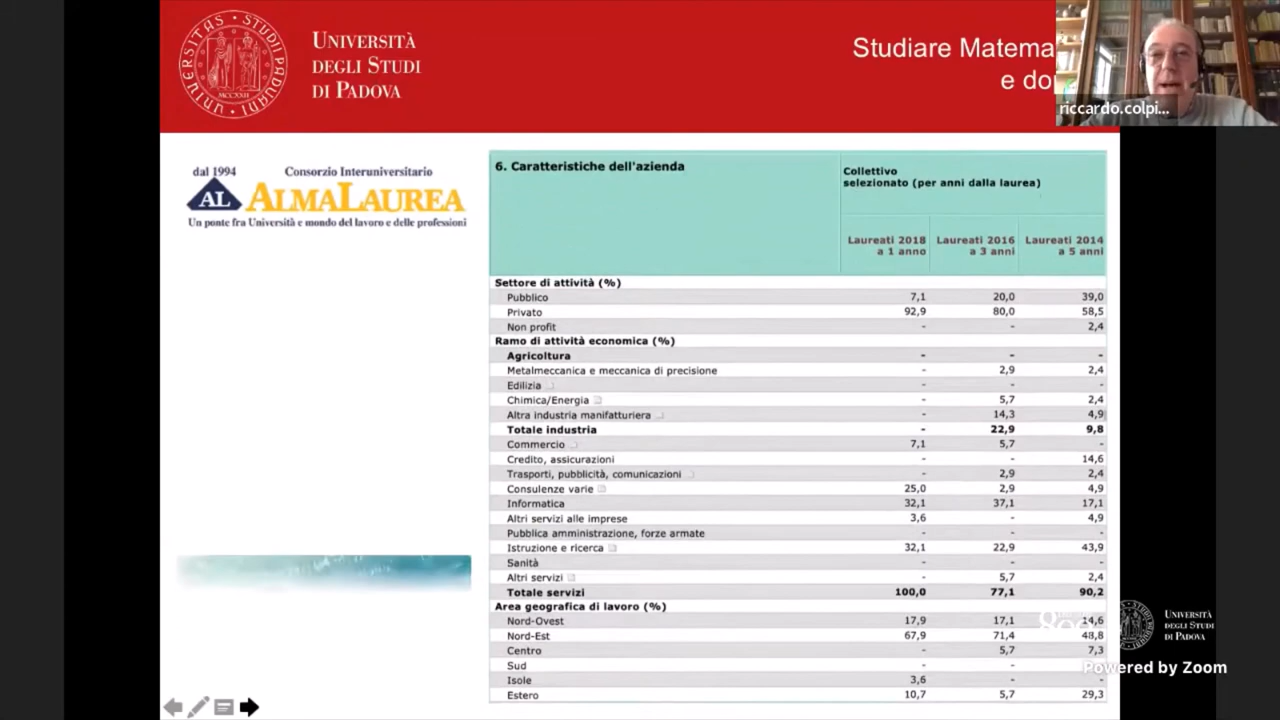 UNIVERSITÀ
DEGLI STUDI
DI PADOVA
Studiare Matema
e do
riccardo.colpi...
dal 1994 Consorzio Interuniversitario
AL ALMALAUREA
Un ponte fra Università e mondo del lavoro e delle professioni
6. Caratteristiche dell'azienda
Collettivo
selezionato (per anni dalla laurea)
Laureati 2018 Laureati 2016 Laureati 2014
a 1 anno a 3 anni a 5 anni
Settore di attività (%)
Pubblico 7,1 20,0 39,0
Privato 92,9 80,0 58,5
Non profit - - 2,4
Ramo di attività economica (%)
Agricoltura - - -
Metalmeccanica e meccanica di precisione - 2,9 2,4
Edilizia - - -
Chimica/Energia - 5,7 2,4
Altra industria manifatturiera - 14,3 4,9
Totale industria - 22,9 9,8
Commercio 7,1 5,7 -
Credito, assicurazioni - - 14,6
Trasporti, pubblicità, comunicazioni - 2,9 2,4
Consulenze varie 25,0 2,9 4,9
Informatica 32,1 37,1 17,1
Altri servizi alle imprese 3,6 - 4,9
Pubblica amministrazione, forze armate - - -
Istruzione e ricerca 32,1 22,9 43,9
Sanità - - -
Altri servizi - 5,7 2,4
Totale servizi 100,0 77,1 90,2
Area geografica di lavoro (%)
Nord-Ovest 17,9 17,1 14,6
Nord-Est 67,9 71,4 48,8
Centro - 5,7 7,3
Sud - - -
Isole 3,6 - -
Estero 10,7 5,7 29,3
UNIVERSITÀ
DEGLI STUDI
DI PADOVA
Powered by Zoom